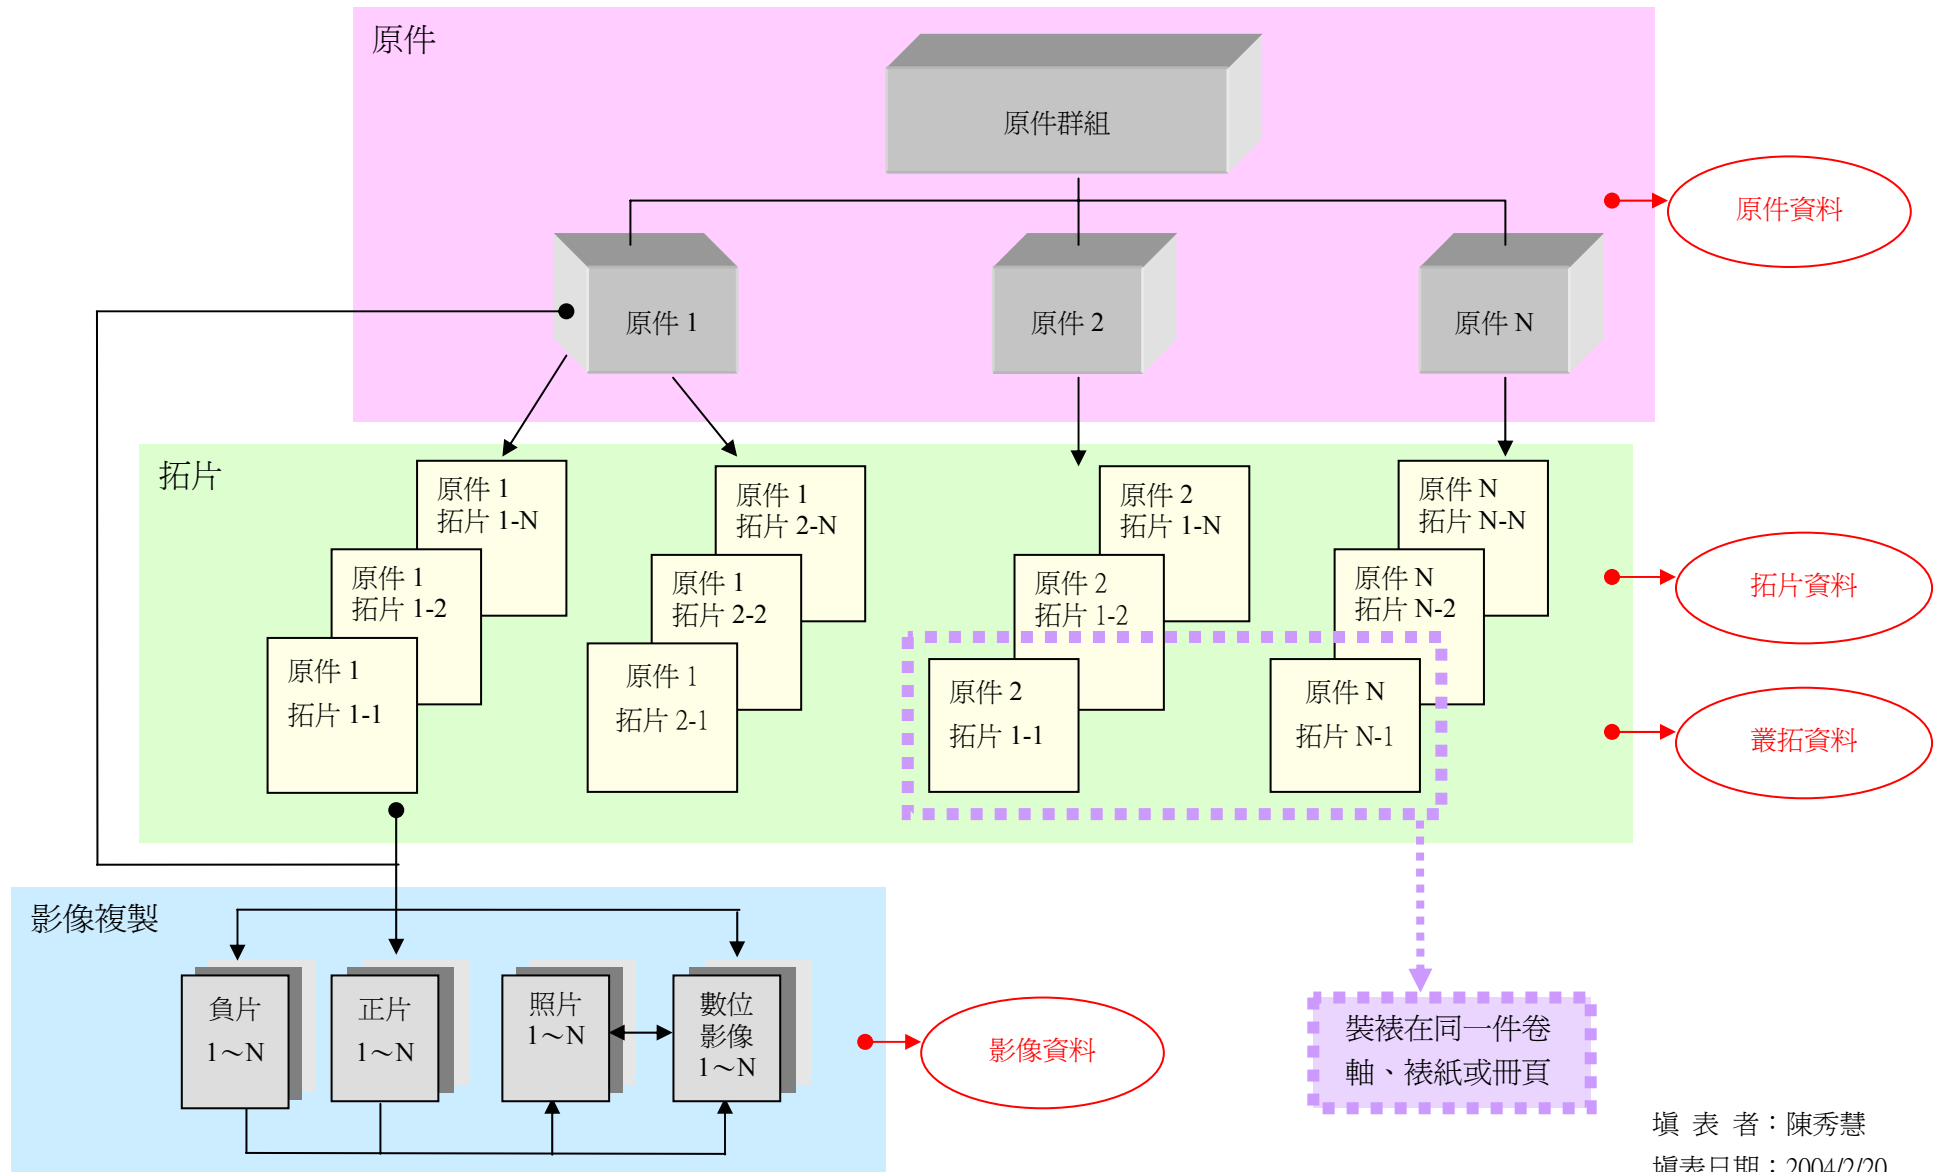 原件
原件群組
原件資料
原件 1
原件 2
原件 N
拓片
原件 1
拓片 1-N
原件 1
拓片 1-2
原件 1
拓片 1-1
原件 1
拓片 2-N
原件 1
拓片 2-2
原件 1
拓片 2-1
原件 2
拓片 1-N
原件 2
拓片 1-2
原件 2
拓片 1-1
原件 N
拓片 N-N
原件 N
拓片 N-2
原件 N
拓片 N-1
拓片資料
叢拓資料
影像複製
負片
1～N
正片
1～N
照片
1～N
數位
影像
1～N
影像資料
裝裱在同一件卷
軸、裱紙或冊頁
填 表 者：陳秀慧
填表日期：2004/2/20